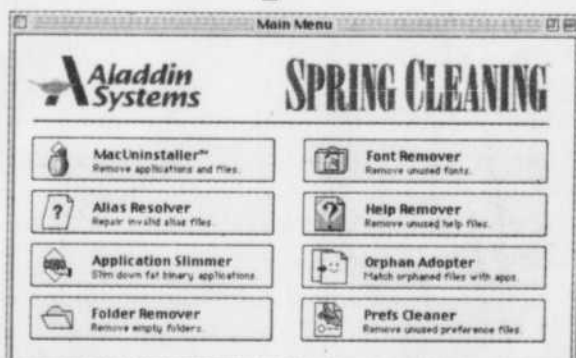 Main Menu
Aladdin
Systems
SPRING CLEANING
MacUninstaller™
Remove applications and files.
Alias Resolver
Repair invalid alias files.
Application Slimmer
Slim down fat binary applications.
Folder Remover
Remove empty folders.
Font Remover
Remove unused fonts.
Help Remover
Remove unused help files.
Orphan Adopter
Match orphaned files with apps.
Prefs Cleaner
Remove unused preference files.